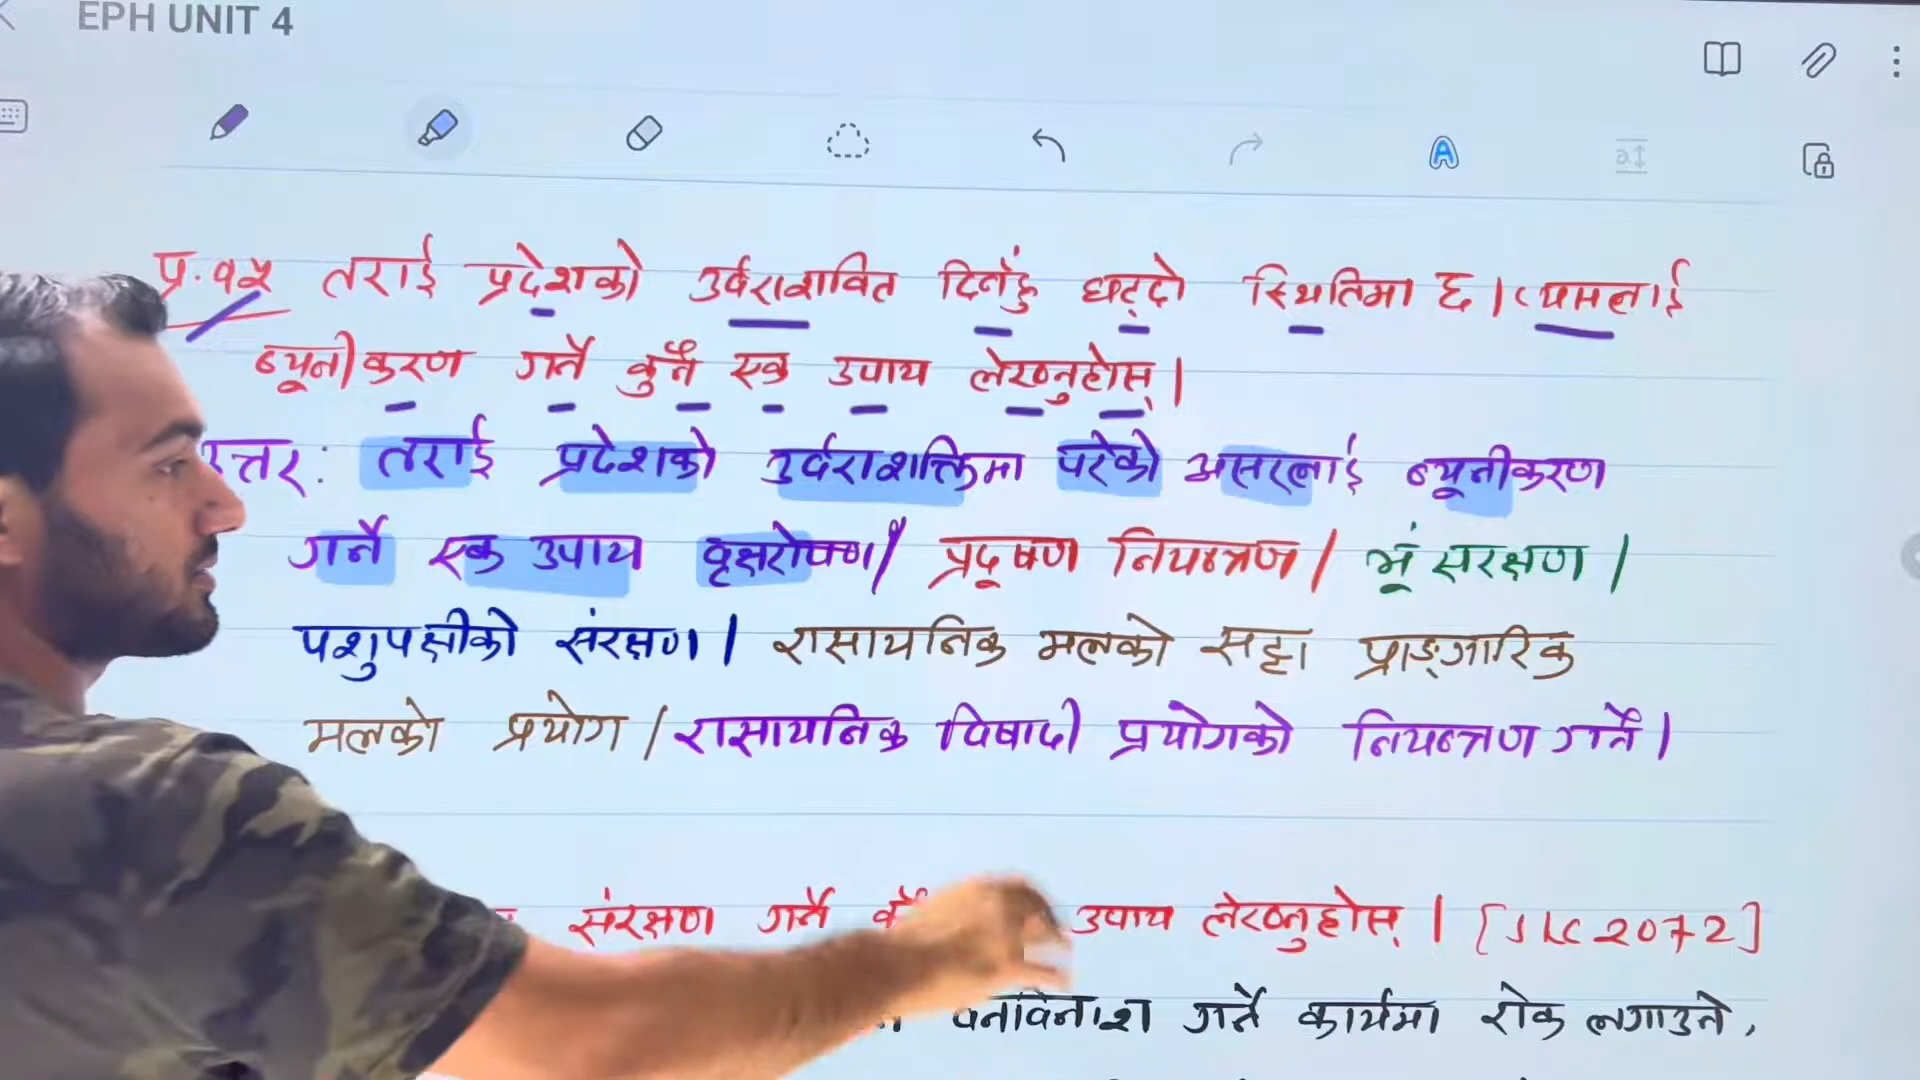 EPH UNIT 4
प्र. १५ तराई प्रदेशको उर्वराशक्ति दिनँहु घट्दो स्थितिमा छ। त्यसलाई
न्यूनीकरण गर्ने कुनै एक उपाय लेख्नुहोस्।
उत्तर: तराई प्रदेशको उर्वराशक्तिमा परेको असरलाई न्यूनीकरण
गर्ने एक उपाय वृक्षरोपण/ प्रदूषण नियन्त्रण/ भू संरक्षण/
पशुपक्षीको संरक्षण/ रासायनिक मलको सट्टा प्राङ्गारिक
मलको प्रयोग/रासायनिक विषादी प्रयोगको नियन्त्रण गर्ने।
संरक्षण गर्ने उपाय लेख्नुहोस्। [SLC 2072]
वनविनाश गर्ने कार्यमा रोक लगाउने,